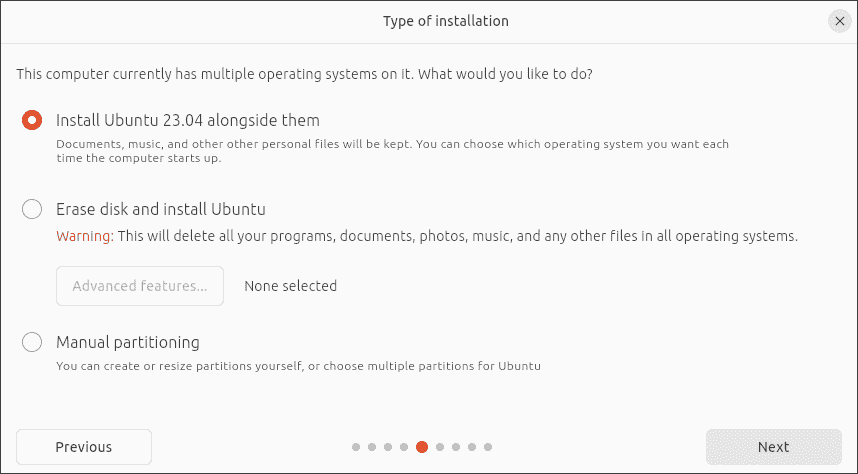 Type of installation
This computer currently has multiple operating systems on it. What would you like to do?
Install Ubuntu 23.04 alongside them
Documents, music, and other other personal files will be kept. You can choose which operating system you want each
time the computer starts up.
Erase disk and install Ubuntu
Warning: This will delete all your programs, documents, photos, music, and any other files in all operating systems.
Advanced features... None selected
Manual partitioning
You can create or resize partitions yourself, or choose multiple partitions for Ubuntu
Previous Next